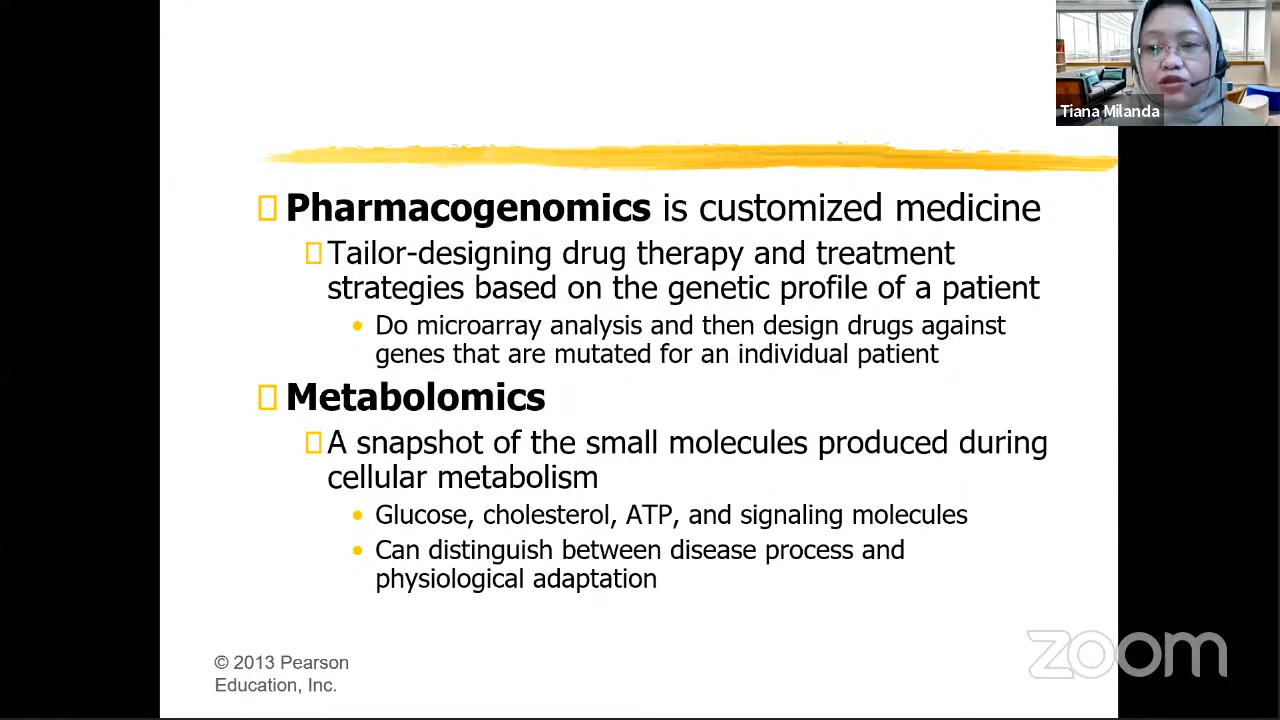 Tiana Milanda
Pharmacogenomics is customized medicine
Tailor-designing drug therapy and treatment
strategies based on the genetic profile of a patient
Do microarray analysis and then design drugs against
genes that are mutated for an individual patient
Metabolomics
A snapshot of the small molecules produced during
cellular metabolism
Glucose, cholesterol, ATP, and signaling molecules
Can distinguish between disease process and
physiological adaptation
© 2013 Pearson
Education, Inc.
zoom